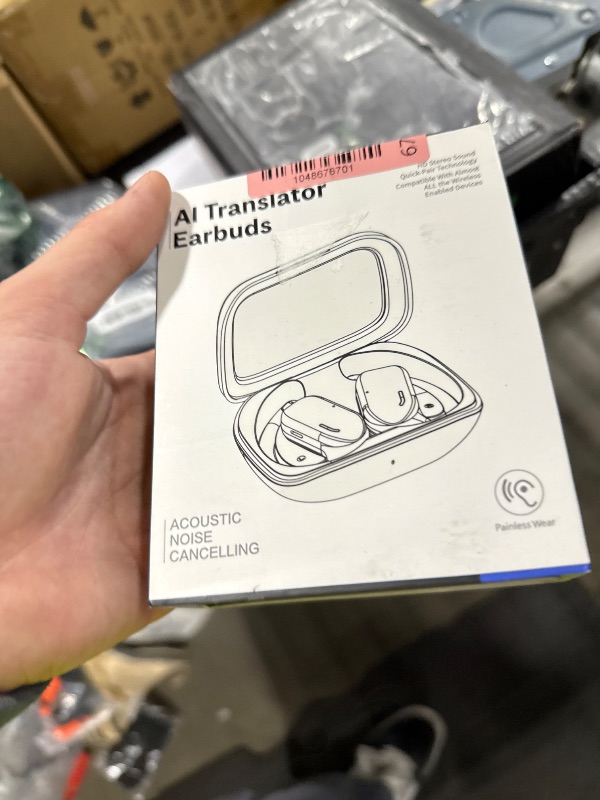 1048676701
67
HD Stereo Sound
Quick-Pair Technology
Compatible With Almost
ALL the Wireless
Enabled Devices
AI Translator
Earbuds
ACOUSTIC
NOISE
CANCELLING
Painless Wear